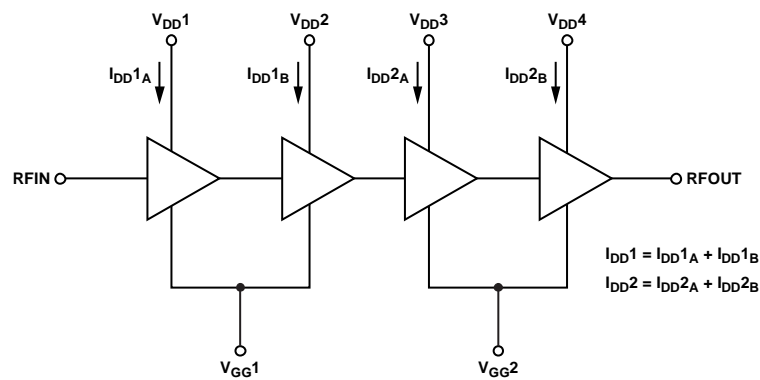 VDD1 VDD2 VDD3 VDD4
IDD1A IDD1B IDD2A IDD2B
RFIN RFOUT
IDD1 = IDD1A + IDD1B
IDD2 = IDD2A + IDD2B
VGG1 VGG2